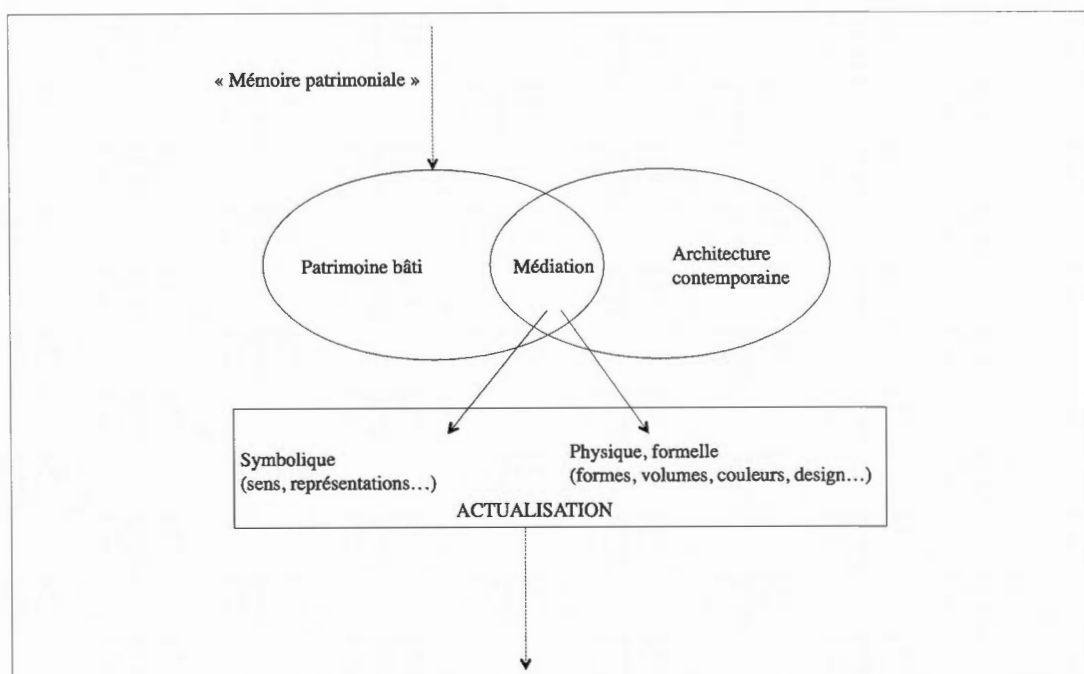 « Mémoire patrimoniale »
Patrimoine bâti
Médiation
Architecture
contemporaine
Symbolique
(sens, représentations…)
Physique, formelle
(formes, volumes, couleurs, design…)
ACTUALISATION